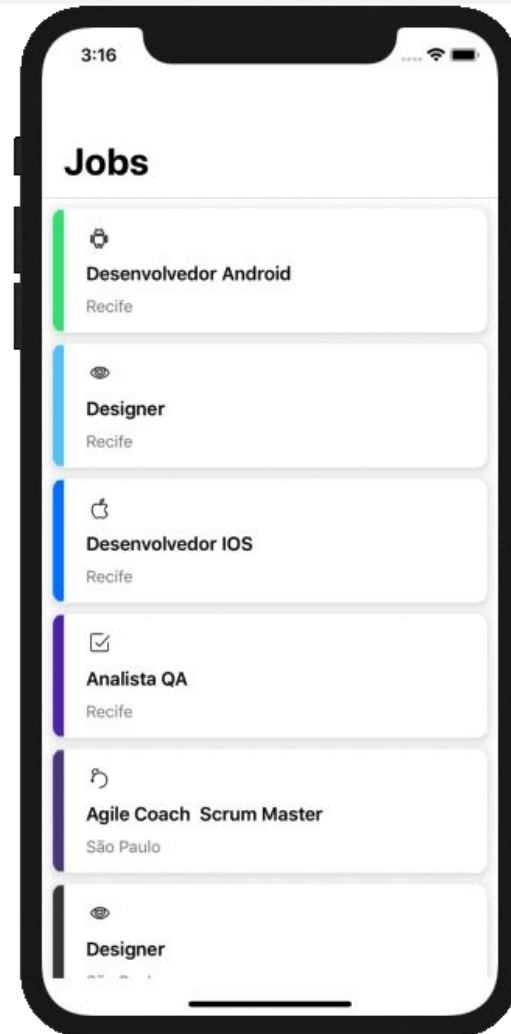 3:16
Jobs
Desenvolvedor Android
Recife
Designer
Recife
Desenvolvedor IOS
Recife
Analista QA
Recife
Agile Coach  Scrum Master
São Paulo
Designer